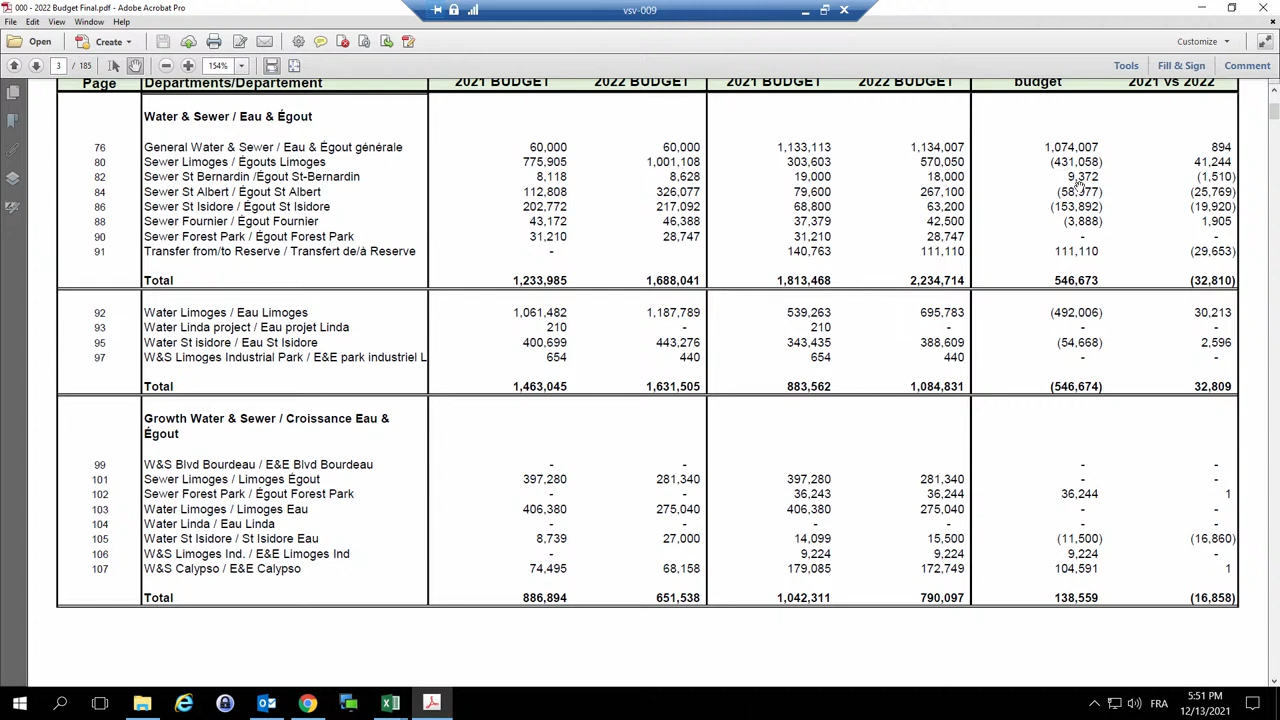 000 - 2022 Budget Final.pdf - Adobe Acrobat Pro
vsv-009
File Edit View Window Help
Open Create Customize
3 / 185 154% Tools Fill & Sign Comment
Page Departments/Departement 2021 BUDGET 2022 BUDGET 2021 BUDGET 2022 BUDGET budget 2021 vs 2022
Water & Sewer / Eau & Égout
76 General Water & Sewer / Eau & Égout générale 60,000 60,000 1,133,113 1,134,007 1,074,007 894
80 Sewer Limoges / Égouts Limoges 775,905 1,001,108 303,603 570,050 (431,058) 41,244
82 Sewer St Bernardin /Égout St-Bernardin 8,118 8,628 19,000 18,000 9,372 (1,510)
84 Sewer St Albert / Égout St Albert 112,808 326,077 79,600 267,100 (58,977) (25,769)
86 Sewer St Isidore / Égout St Isidore 202,772 217,092 68,800 63,200 (153,892) (19,920)
88 Sewer Fournier / Égout Fournier 43,172 46,388 37,379 42,500 (3,888) 1,905
90 Sewer Forest Park / Égout Forest Park 31,210 28,747 31,210 28,747 - -
91 Transfer from/to Reserve / Transfert de/à Reserve - 140,763 111,110 111,110 (29,653)
Total 1,233,985 1,688,041 1,813,468 2,234,714 546,673 (32,810)
92 Water Limoges / Eau Limoges 1,061,482 1,187,789 539,263 695,783 (492,006) 30,213
93 Water Linda project / Eau projet Linda 210 - 210 - - -
95 Water St isidore / Eau St Isidore 400,699 443,276 343,435 388,609 (54,668) 2,596
97 W&S Limoges Industrial Park / E&E park industriel L 654 440 654 440 - -
Total 1,463,045 1,631,505 883,562 1,084,831 (546,674) 32,809
Growth Water & Sewer / Croissance Eau &
Égout
99 W&S Blvd Bourdeau / E&E Blvd Bourdeau - - - -
101 Sewer Limoges / Limoges Égout 397,280 281,340 397,280 281,340 - -
102 Sewer Forest Park / Égout Forest Park - - 36,243 36,244 36,244 1
103 Water Limoges / Limoges Eau 406,380 275,040 406,380 275,040 - -
104 Water Linda / Eau Linda - - - - - -
105 Water St Isidore / St Isidore Eau 8,739 27,000 14,099 15,500 (11,500) (16,860)
106 W&S Limoges Ind. / E&E Limoges Ind - 9,224 9,224 9,224 -
107 W&S Calypso / E&E Calypso 74,495 68,158 179,085 172,749 104,591 1
Total 886,894 651,538 1,042,311 790,097 138,559 (16,858)
FRA 5:51 PM
12/13/2021